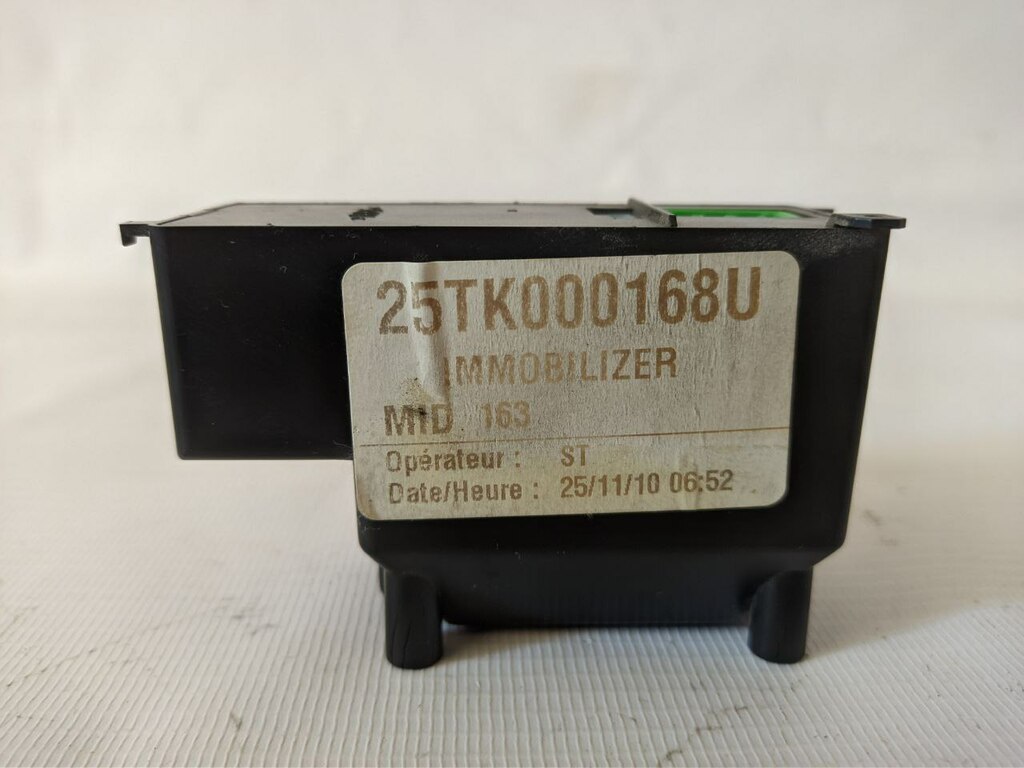 25TK000168U
IMMOBILIZER
MID 163
Opérateur : ST
Date/Heure : 25/11/10 06:52